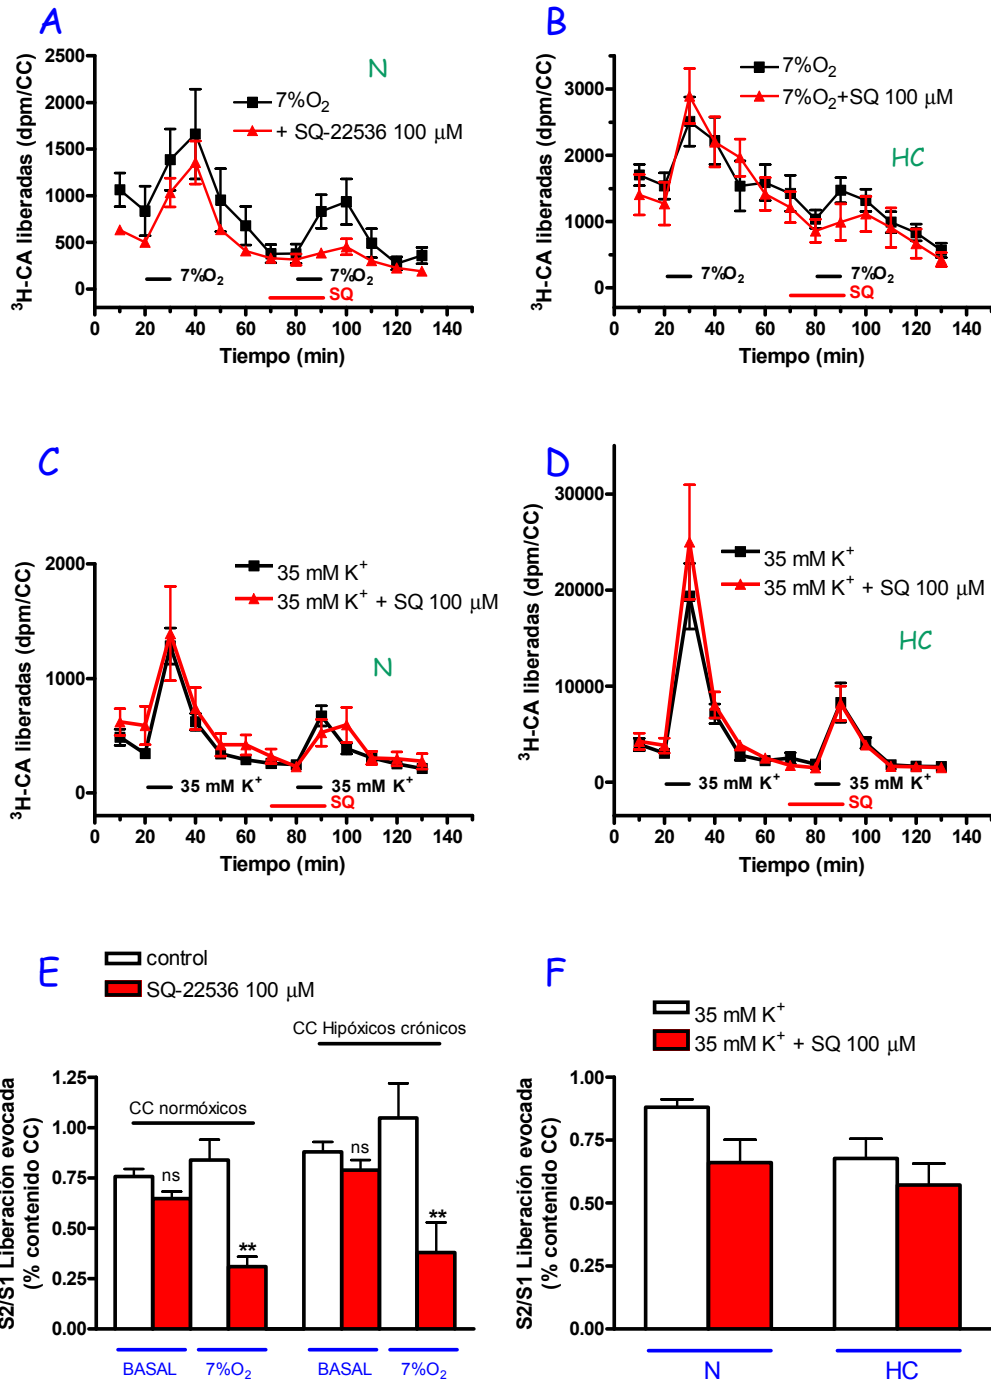 A
2500
2000
1500
1000
500
0
³H-CA liberadas (dpm/CC)
N
7%O₂
+ SQ-22536 100 µM
7%O₂
7%O₂
SQ
0 20 40 60 80 100 120 140
Tiempo (min)
B
3000
2000
1000
0
³H-CA liberadas (dpm/CC)
7%O₂
7%O₂+SQ 100 µM
HC
7%O₂
7%O₂
SQ
0 20 40 60 80 100 120 140
Tiempo (min)
C
2000
1000
0
³H-CA liberadas (dpm/CC)
35 mM K⁺
35 mM K⁺ + SQ 100 µM
N
35 mM K⁺
35 mM K⁺
SQ
0 20 40 60 80 100 120 140
Tiempo (min)
D
30000
20000
10000
0
³H-CA liberadas (dpm/CC)
35 mM K⁺
35 mM K⁺ + SQ 100 µM
HC
35 mM K⁺
35 mM K⁺
SQ
0 20 40 60 80 100 120 140
Tiempo (min)
E
control
SQ-22536 100 µM
CC Hipóxicos crónicos
CC normóxicos
1.25
1.00
0.75
0.50
0.25
0.00
S2/S1 Liberación evocada
(% contenido CC)
ns
**
ns
**
BASAL 7%O₂ BASAL 7%O₂
F
35 mM K⁺
35 mM K⁺ + SQ 100 µM
1.00
0.75
0.50
0.25
0.00
S2/S1 Liberación evocada
(% contenido CC)
N HC